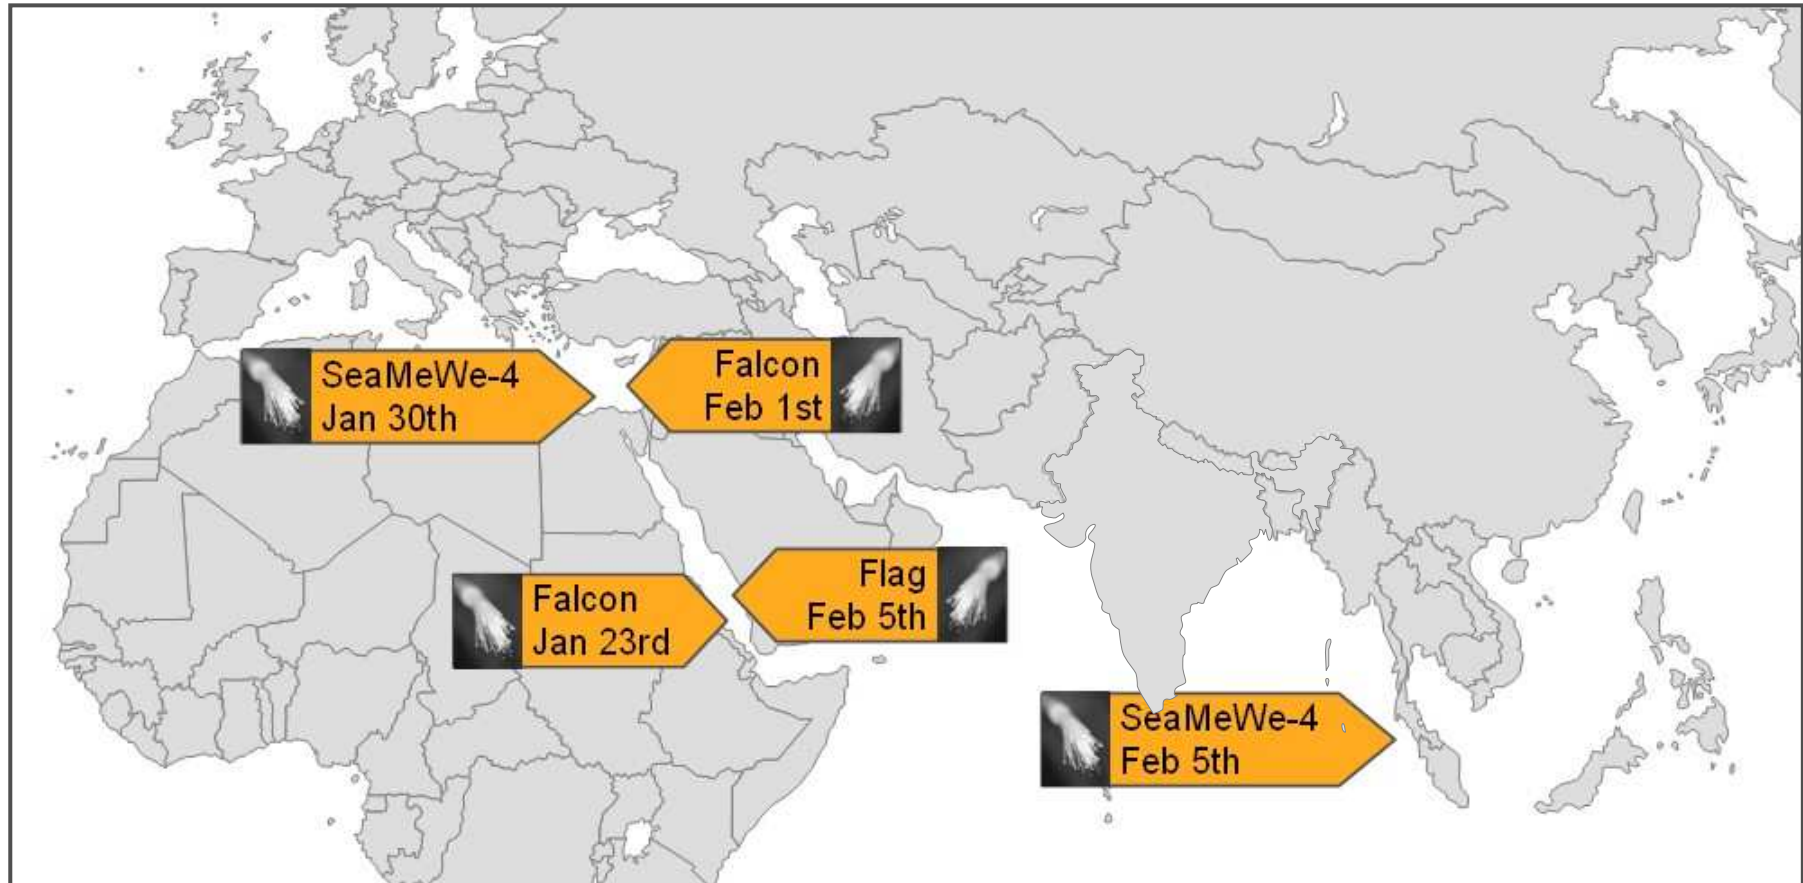 SeaMeWe-4
Jan 30th
Falcon
Feb 1st
Falcon
Jan 23rd
Flag
Feb 5th
SeaMeWe-4
Feb 5th